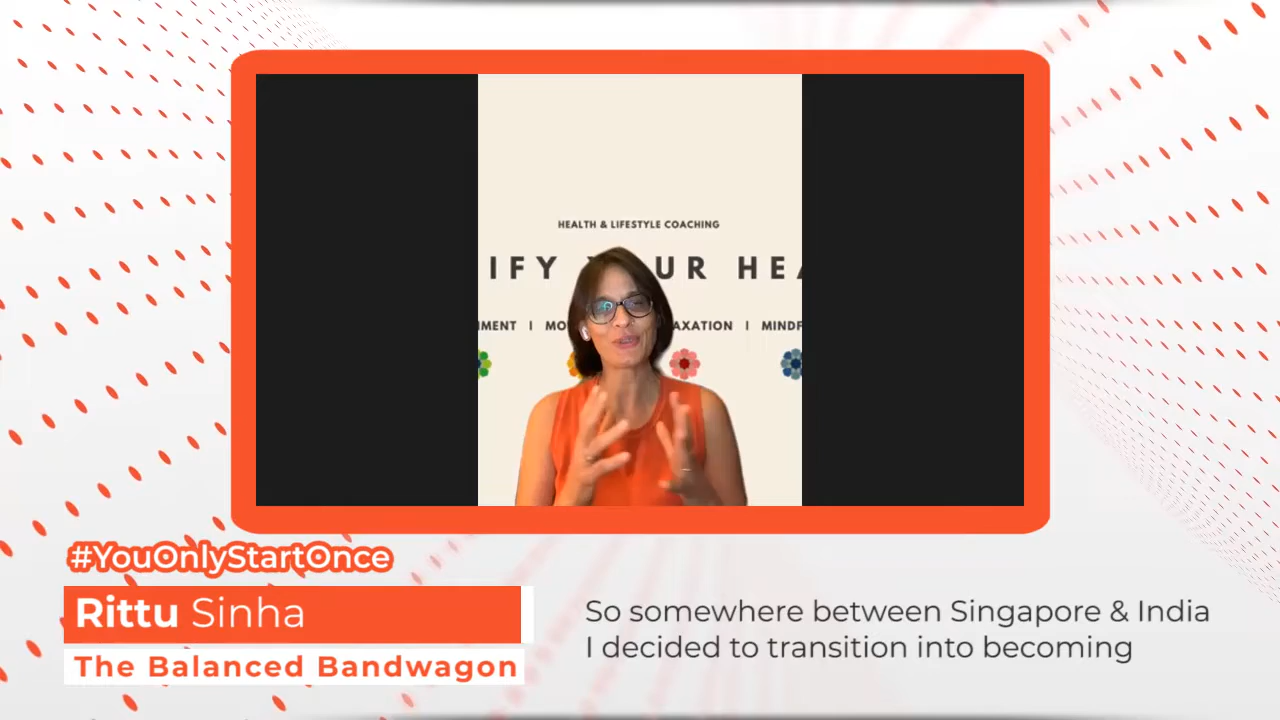 HEALTH & LIFESTYLE COACHING
IFY YOUR HEA
MENT | MO AXATION | MINDF
#YouOnlyStartOnce
Rittu Sinha
The Balanced Bandwagon
So somewhere between Singapore & India
I decided to transition into becoming